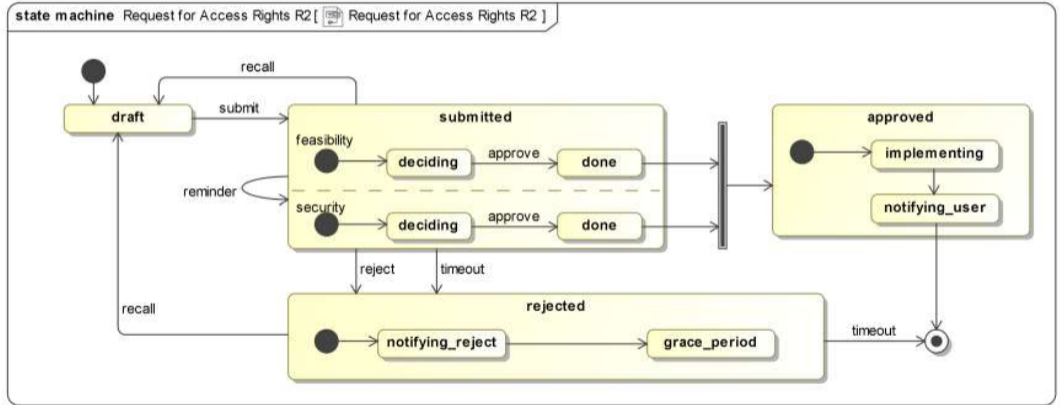 state machine Request for Access Rights R2 [ Request for Access Rights R2 ]
recall
draft
submit
submitted
approved
feasibility
deciding
approve
done
implementing
reminder
security
deciding
approve
done
notifying_user
reject
timeout
recall
rejected
notifying_reject
grace_period
timeout